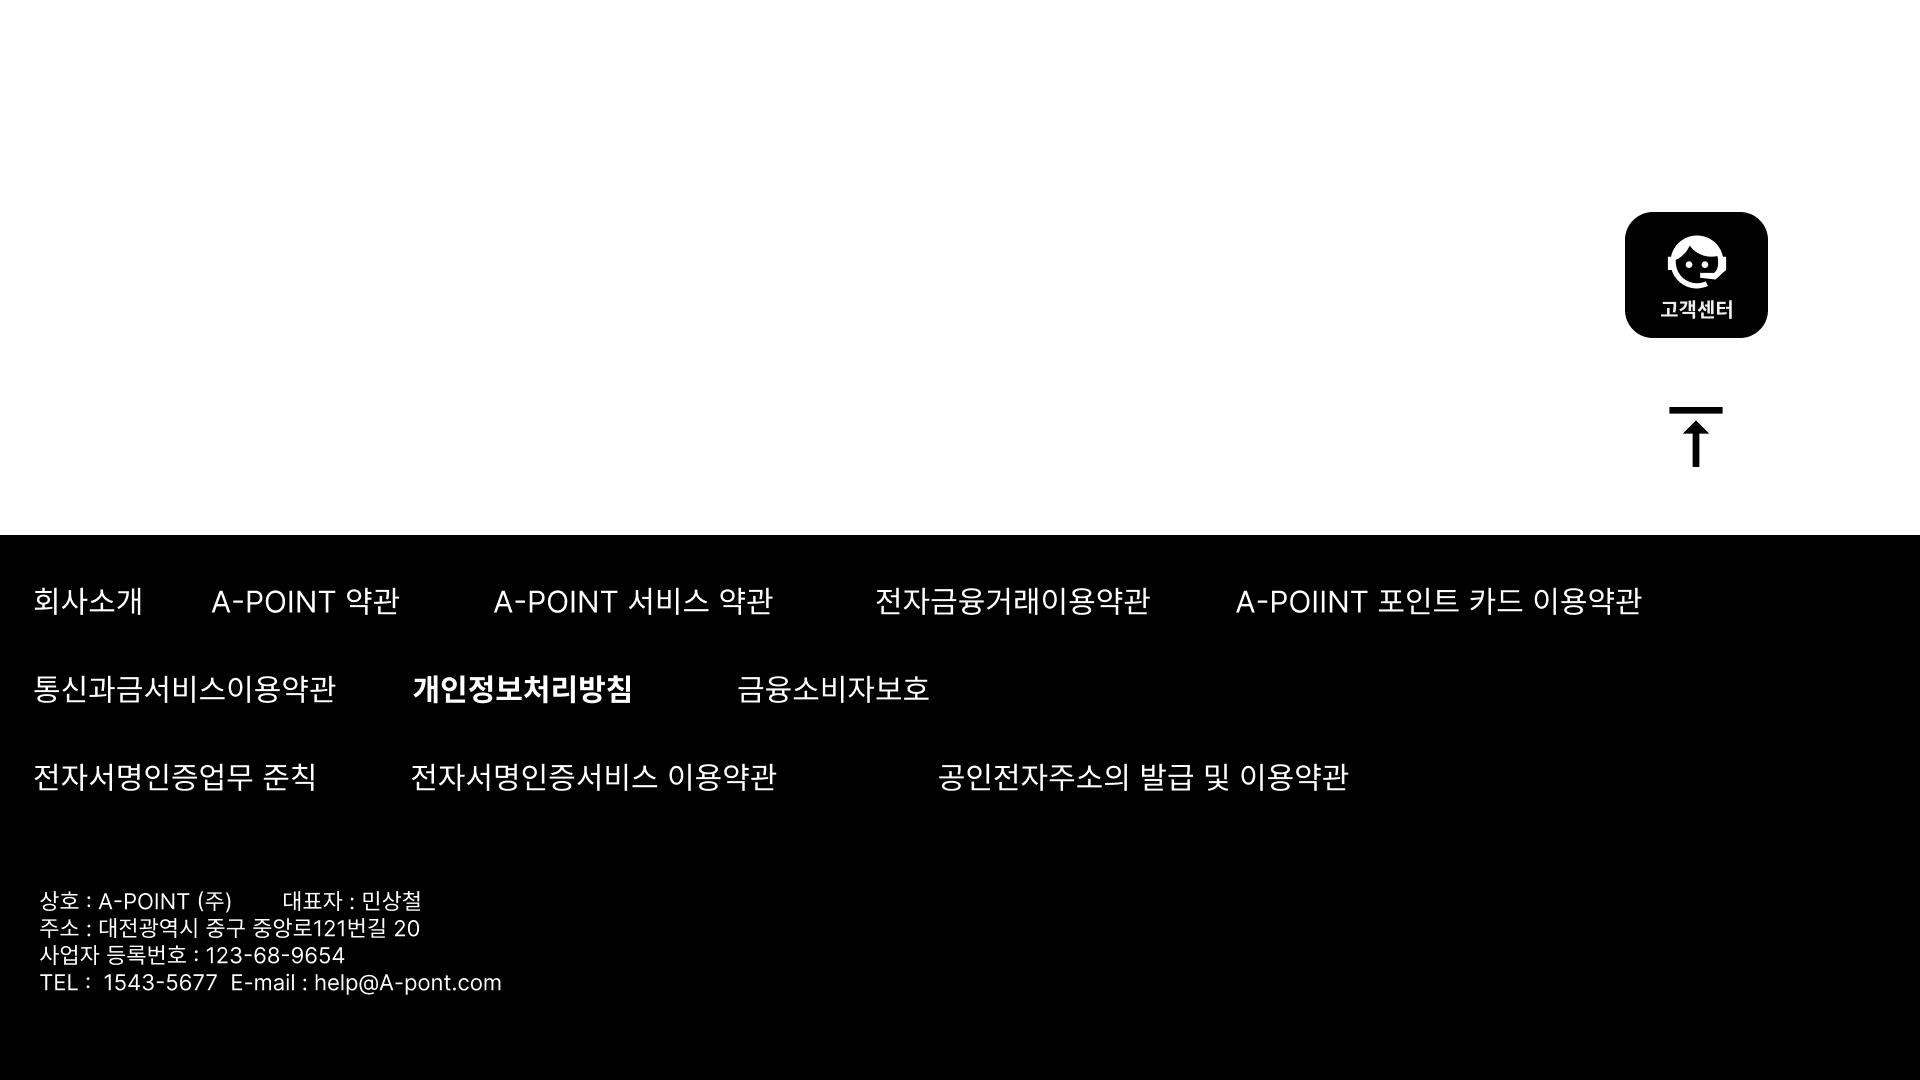 고객센터
회사소개 A-POINT 약관 A-POINT 서비스 약관 전자금융거래이용약관 A-POIINT 포인트 카드 이용약관
통신과금서비스이용약관 개인정보처리방침 금융소비자보호
전자서명인증업무 준칙 전자서명인증서비스 이용약관 공인전자주소의 발급 및 이용약관
상호 : A-POINT (주) 대표자 : 민상철
주소 : 대전광역시 중구 중앙로121번길 20
사업자 등록번호 : 123-68-9654
TEL : 1543-5677 E-mail : help@A-pont.com